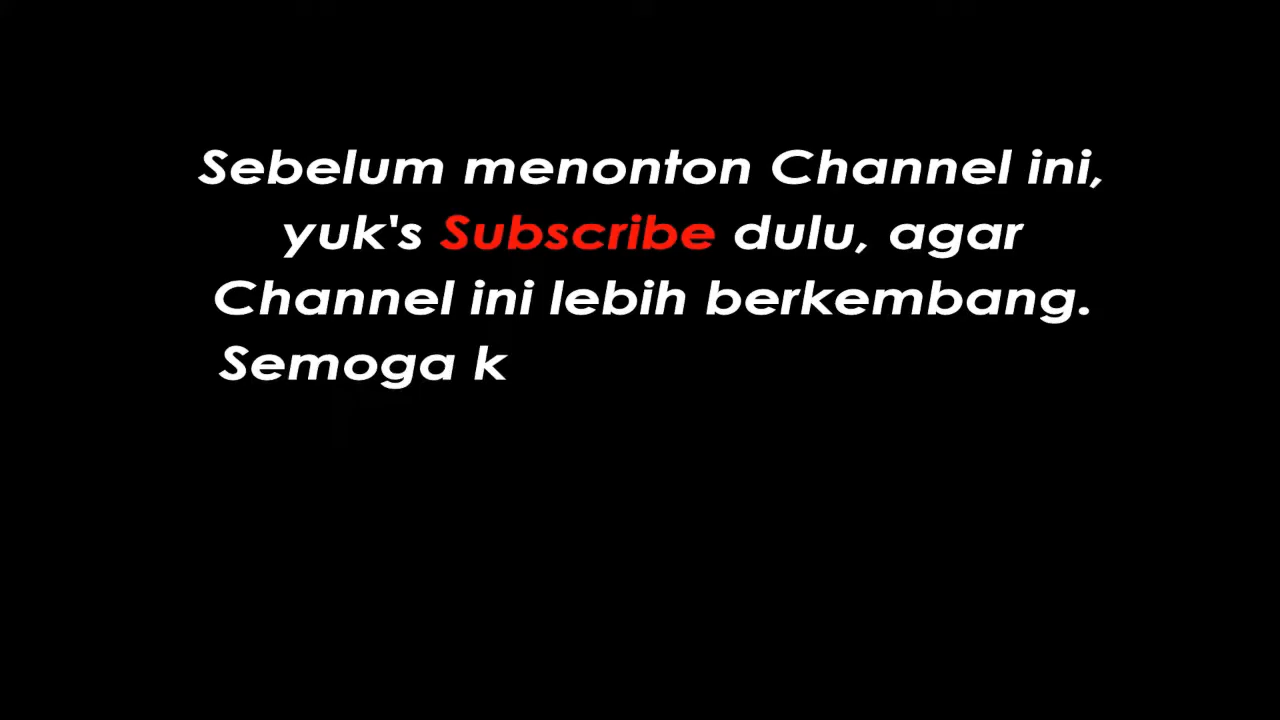 Sebelum menonton Channel ini,
yuk's Subscribe dulu, agar
Channel ini lebih berkembang.
Semoga k